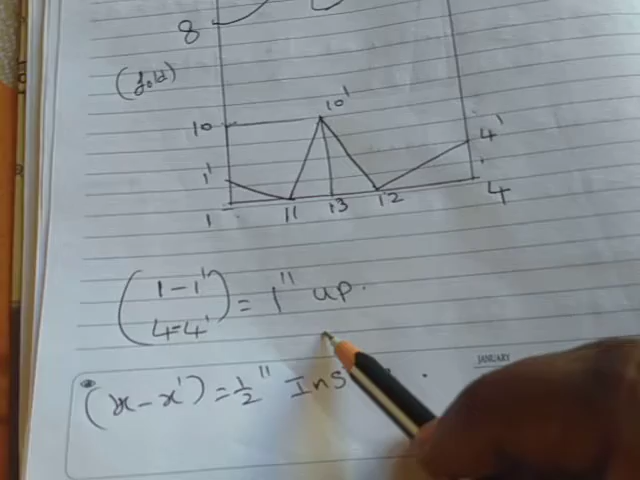 8
(fold)
10'
10
4'
1'
1 11 13 12 4
1-1'
4-4'
= 1" up.
JANUARY
(x-x') = 1/2" Ins